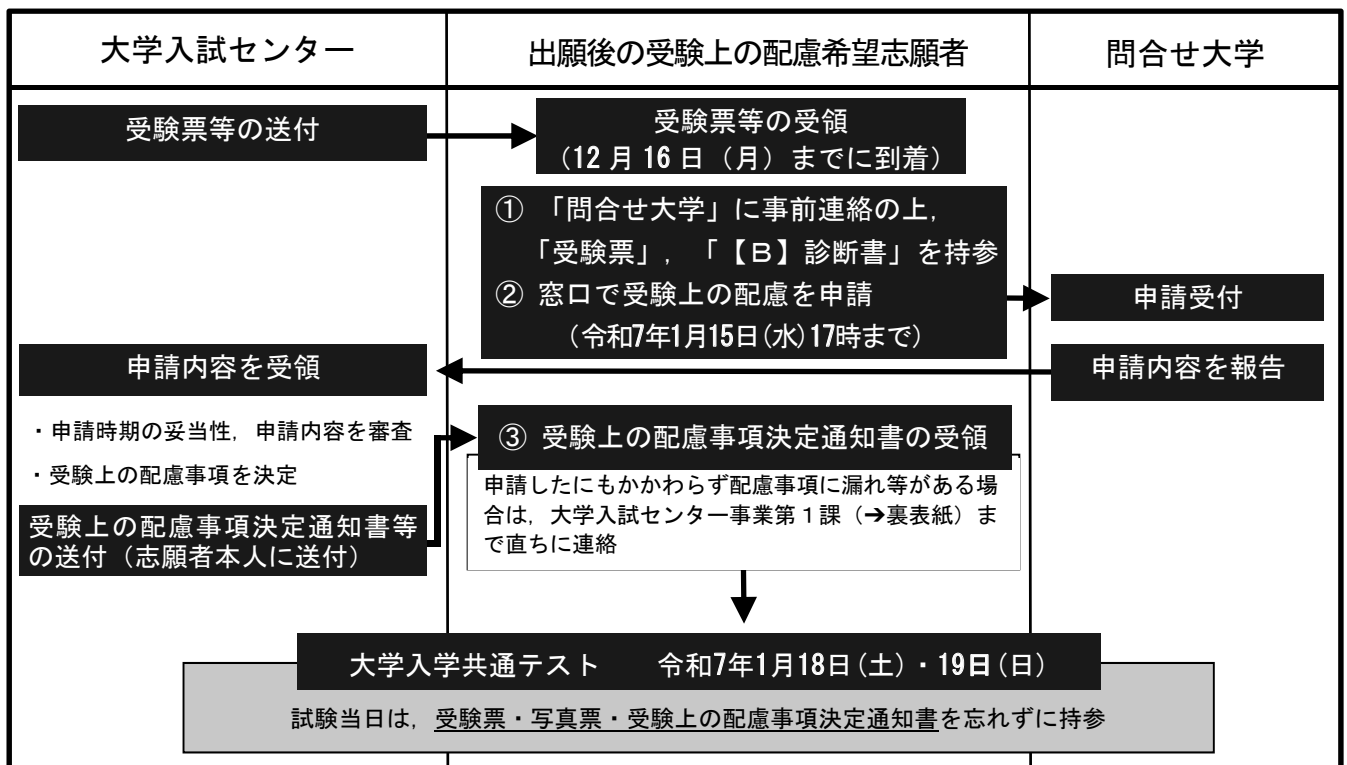 大学入試センター
出願後の受験上の配慮希望志願者
問合せ大学
受験票等の送付
受験票等の受領
（12月16日（月）までに到着）
① 「問合せ大学」に事前連絡の上，
「受験票」，「【Ｂ】診断書」を持参
② 窓口で受験上の配慮を申請
（令和7年1月15日(水)17時まで）
申請受付
申請内容を受領
申請内容を報告
・申請時期の妥当性，申請内容を審査
・受験上の配慮事項を決定
受験上の配慮事項決定通知書等
の送付（志願者本人に送付）
③ 受験上の配慮事項決定通知書の受領
申請したにもかかわらず配慮事項に漏れ等がある場
合は，大学入試センター事業第１課（➔裏表紙）ま
で直ちに連絡
大学入学共通テスト　令和7年1月18日(土)・19日(日)
試験当日は，受験票・写真票・受験上の配慮事項決定通知書を忘れずに持参